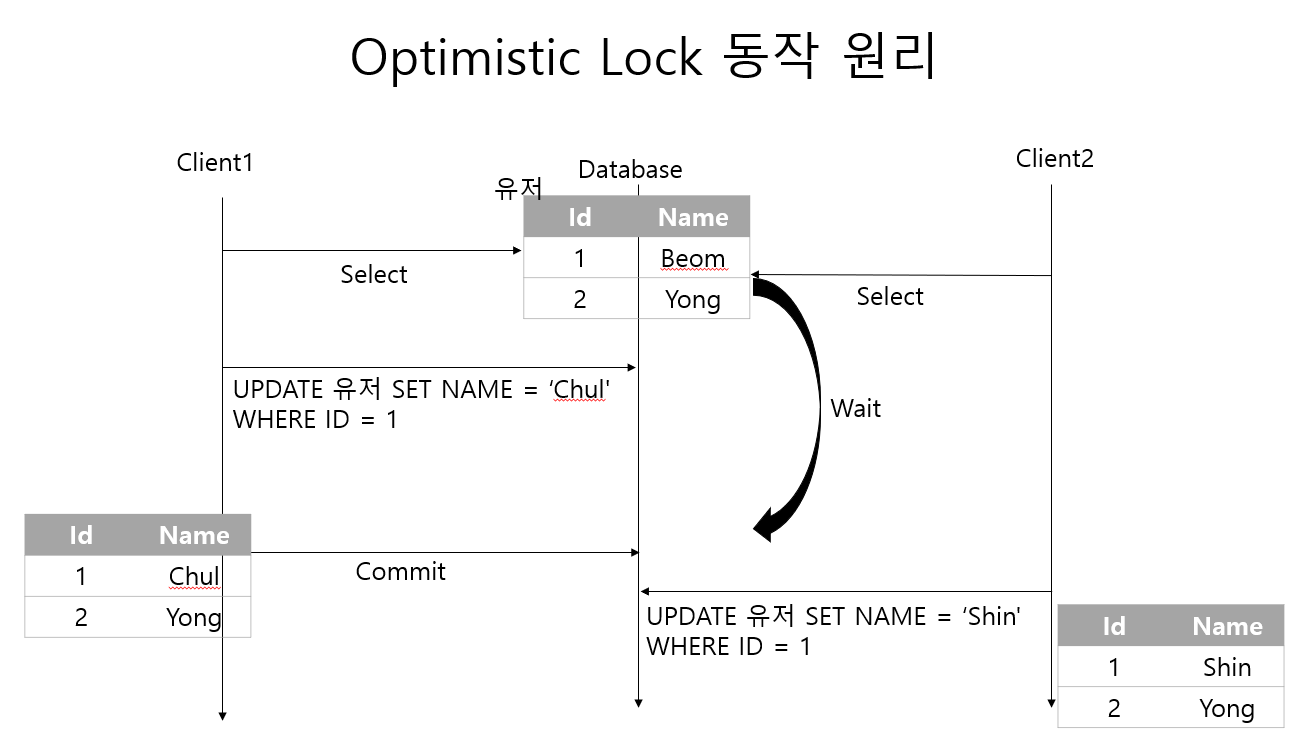 Optimistic Lock 동작 원리
Client1
Database
Client2
유저
Id Name
1 Beom
2 Yong
Select
Select
UPDATE 유저 SET NAME = ‘Chul'
WHERE ID = 1
Wait
Id Name
1 Chul
2 Yong
Commit
UPDATE 유저 SET NAME = ‘Shin'
WHERE ID = 1
Id Name
1 Shin
2 Yong